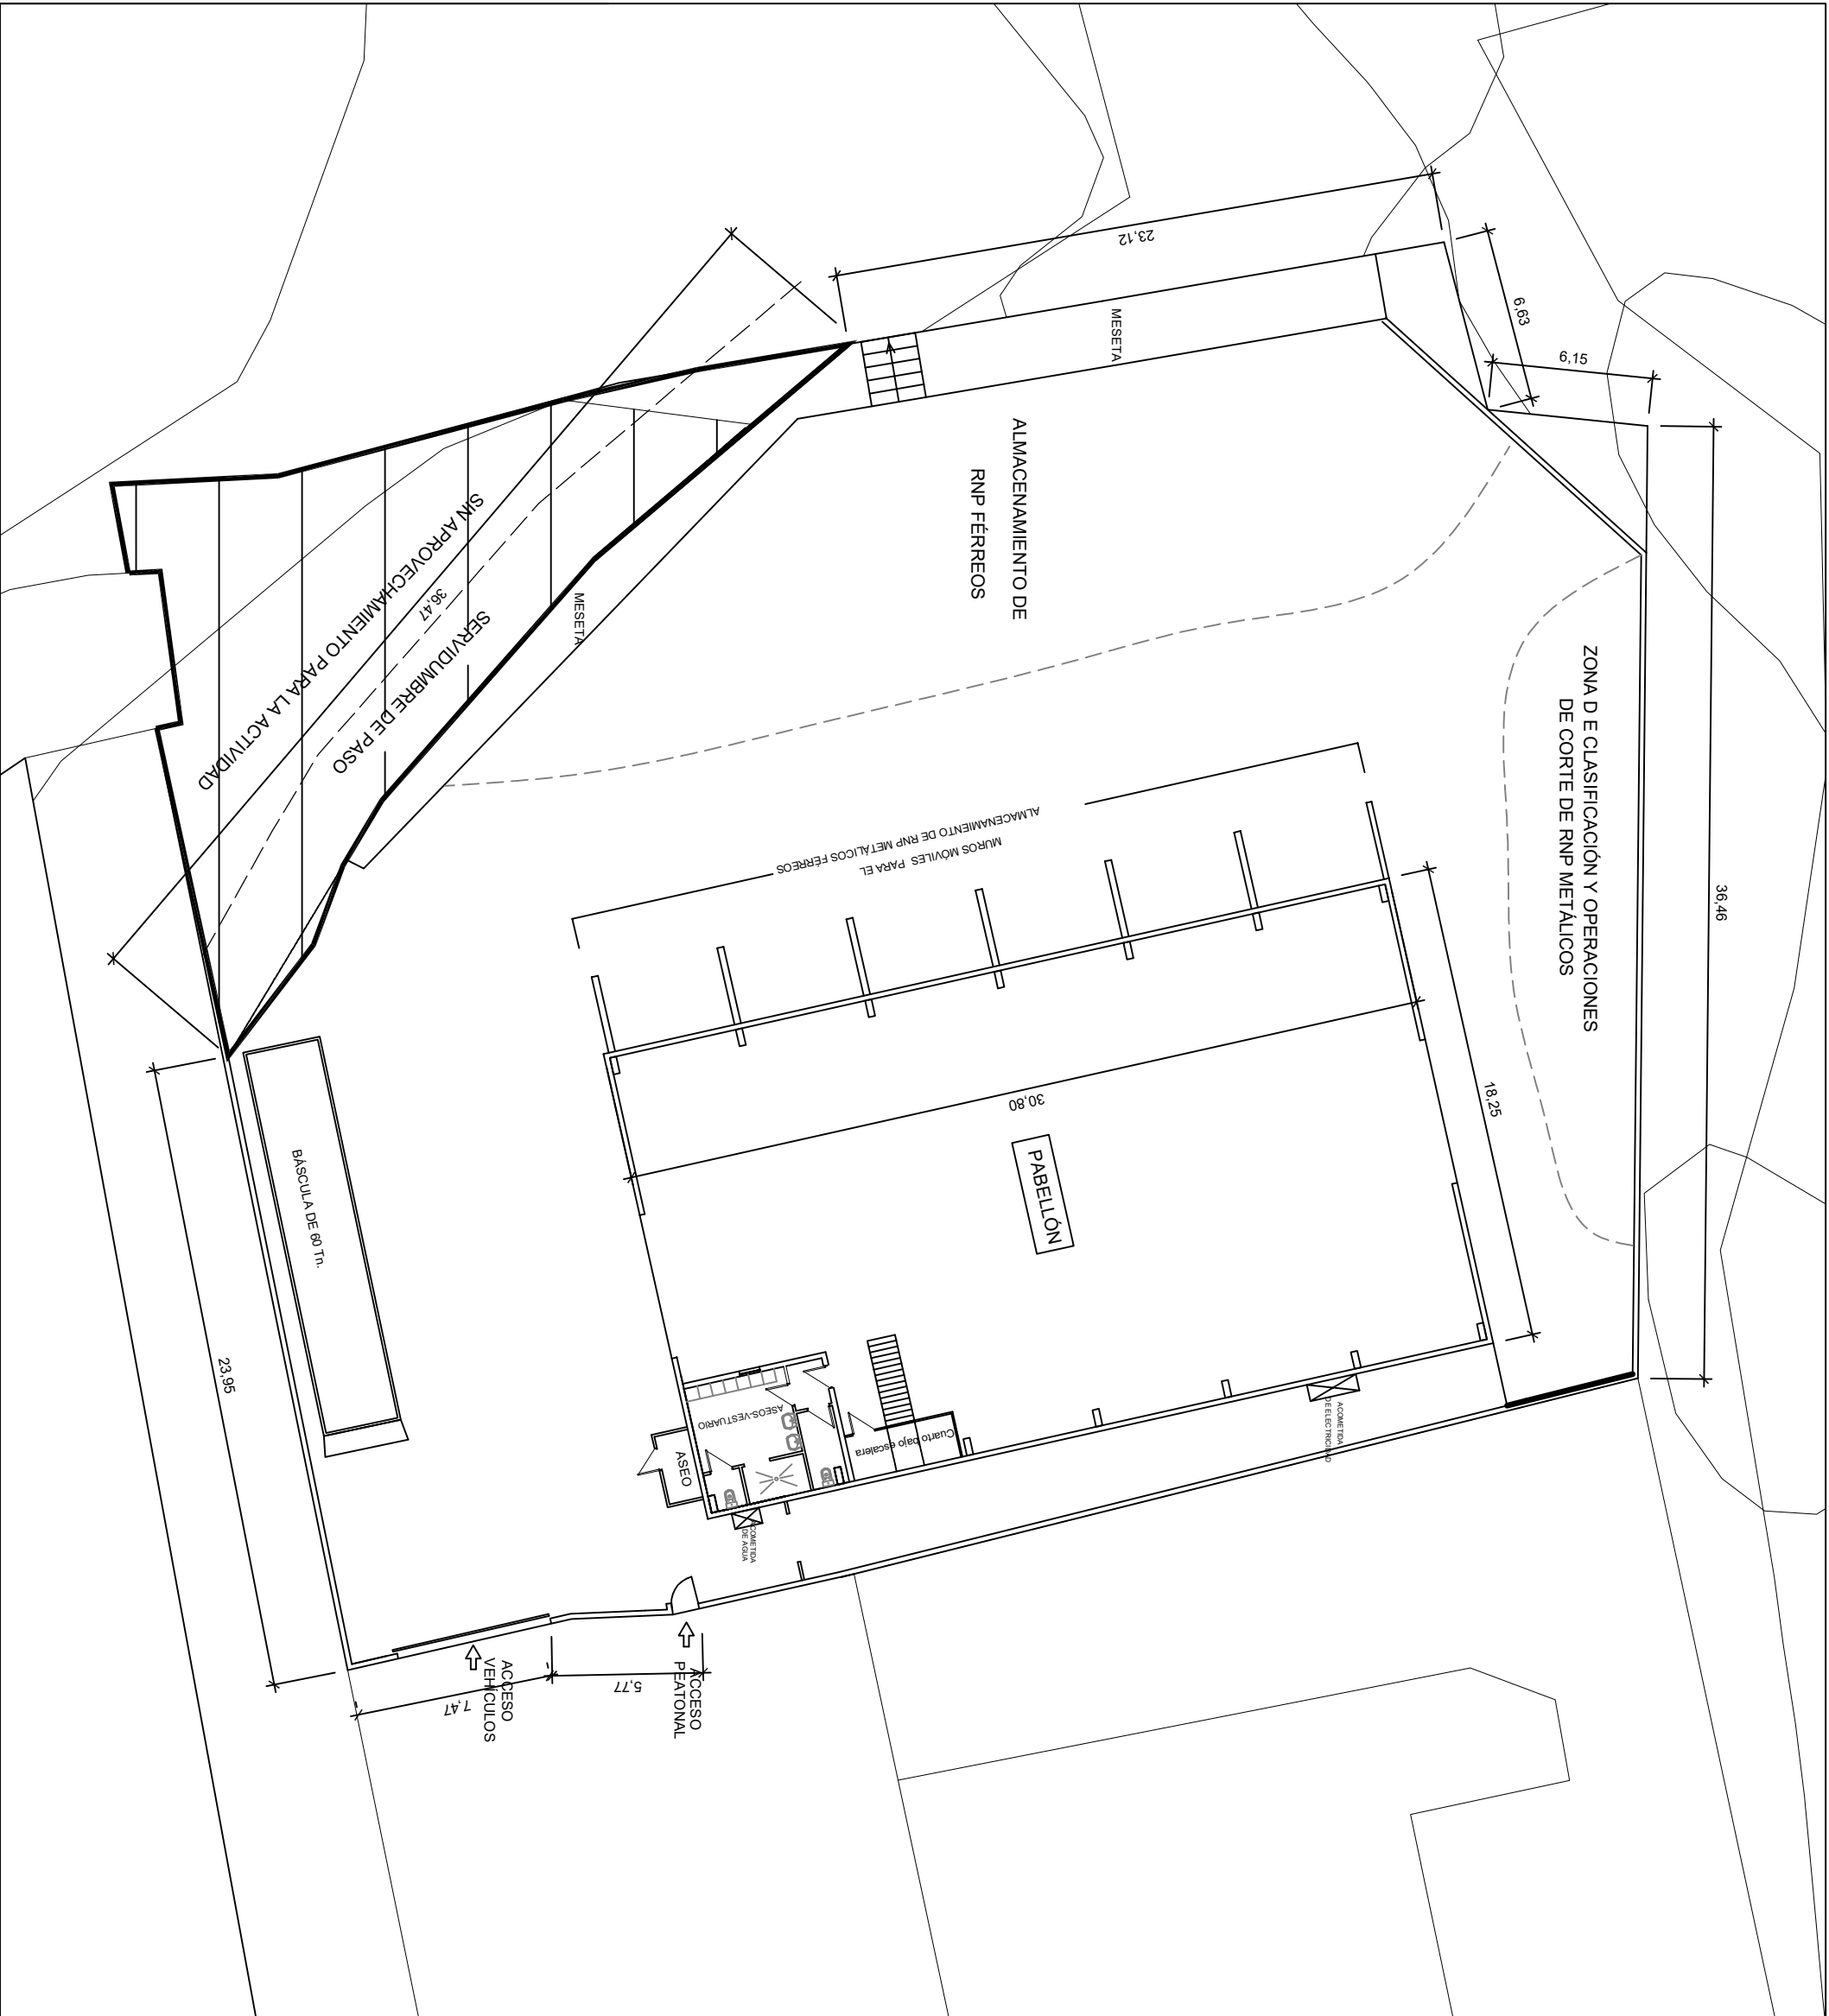 23,12
6,63
6,15
36,46
MESETA
ALMACENAMIENTO DE
RNP FÉRREOS
ZONA D E CLASIFICACIÓN Y OPERACIONES
DE CORTE DE RNP METÁLICOS
SIN APROVECHAMIENTO PARA LA ACTIVIDAD
36,47
SERVIDUMBRE DE PASO
MESETA
MUROS MÓVILES PARA EL
ALMACENAMIENTO DE RNP METÁLICOS FÉRREOS
30,80
18,25
PABELLÓN
BÁSCULA DE 60 Tn.
23,95
ASEOS-VESTUARIO
ASEO
Cuarto bajo escalera
ACOMETIDA
DE ELECTRICIDAD
ACOMETIDA
DE AGUA
ACCESO
VEHÍCULOS
7,47
5,77
ACCESO
PEATONAL